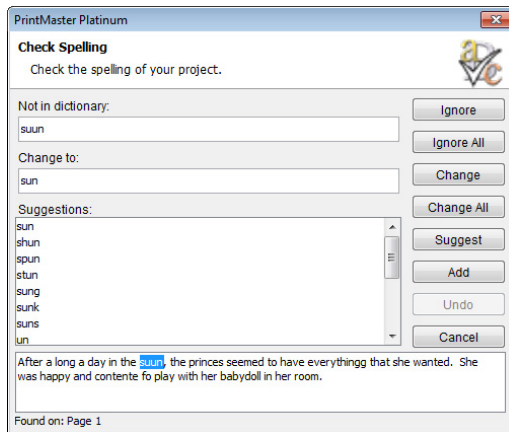 PrintMaster Platinum
Check Spelling
Check the spelling of your project.
Not in dictionary:
suun
Change to:
sun
Suggestions:
sun
shun
spun
stun
sung
sunk
suns
un
Ignore
Ignore All
Change
Change All
Suggest
Add
Undo
Cancel
After a long a day in the suun, the princes seemed to have everythingg that she wanted. She
was happy and contente fo play with her babydoll in her room.
Found on: Page 1